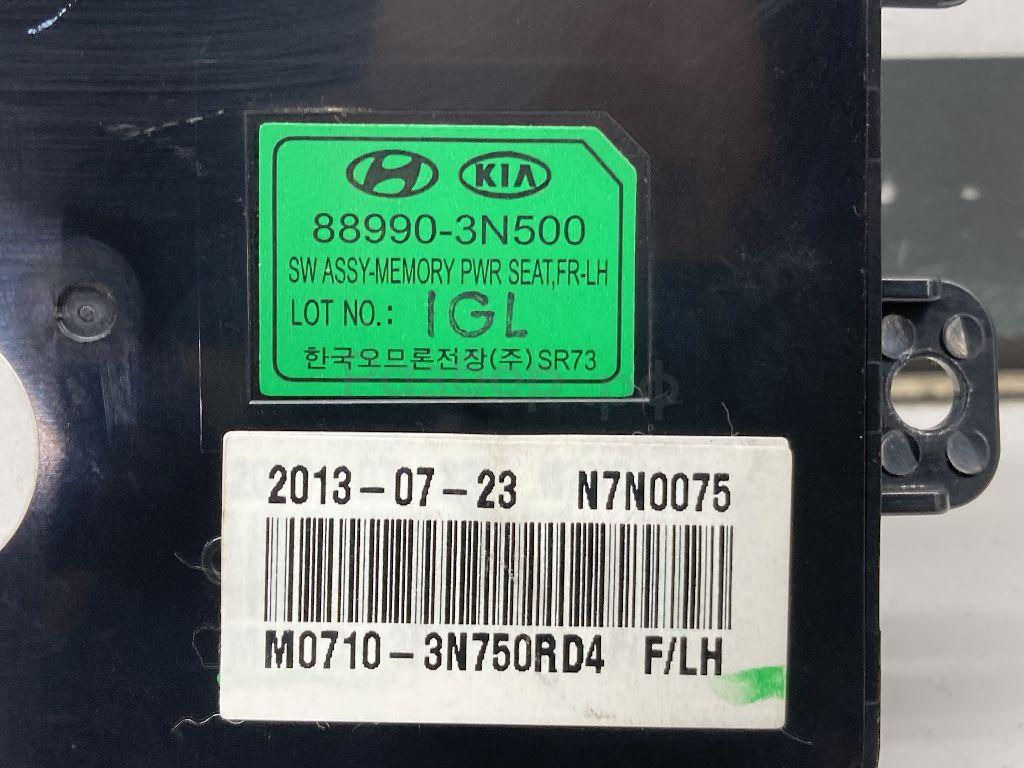 KIA
88990-3N500
SW ASSY-MEMORY PWR SEAT,FR-LH
LOT NO.: 1GL
한국오므론전장(주) SR73
2013-07-23 N7N0075
M0710-3N750RD4 F/LH